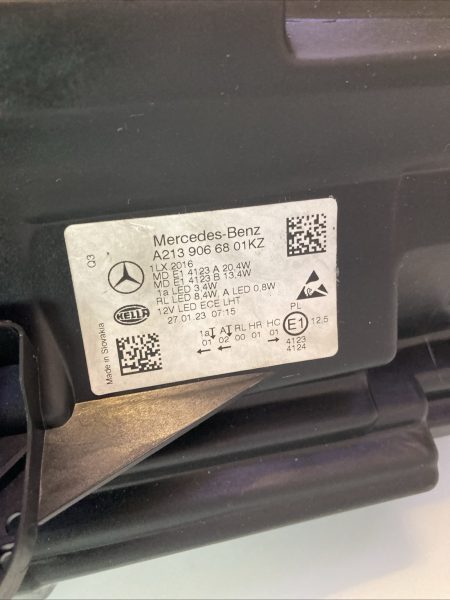 Mercedes-Benz
A213 906 68 01KZ
Q3
1LX.2016
MD E1 4123 A 20,4W
MD E1 4123 B 13,4W
1a LED 3,4W
RL LED 8,4W, A LED 0,8W
12V LED ECE LHT
27.01.23 07:15
HELLA
Made in Slovakia
1aT AT RL HR HC
01 02 00 01 01
PL
E1 12,5
4123
4124